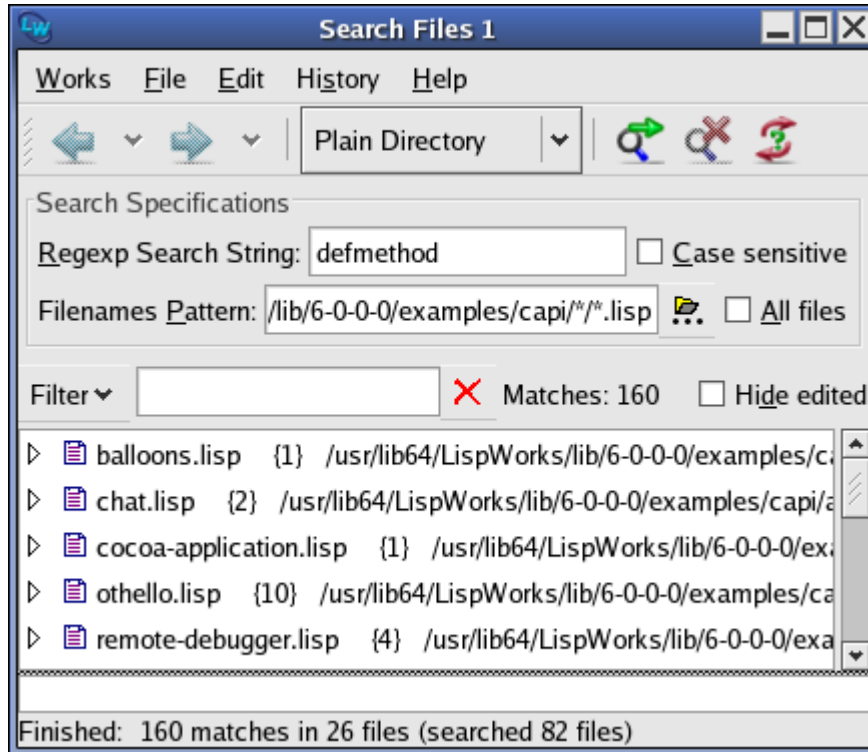 LW Search Files 1
Works File Edit History Help
Plain Directory
Search Specifications
Regexp Search String: defmethod Case sensitive
Filenames Pattern: /lib/6-0-0-0/examples/capi/*/*.lisp All files
Filter Matches: 160 Hide edited
balloons.lisp {1} /usr/lib64/LispWorks/lib/6-0-0-0/examples/ca
chat.lisp {2} /usr/lib64/LispWorks/lib/6-0-0-0/examples/capi/a
cocoa-application.lisp {1} /usr/lib64/LispWorks/lib/6-0-0-0/exa
othello.lisp {10} /usr/lib64/LispWorks/lib/6-0-0-0/examples/ca
remote-debugger.lisp {4} /usr/lib64/LispWorks/lib/6-0-0-0/exa
Finished: 160 matches in 26 files (searched 82 files)